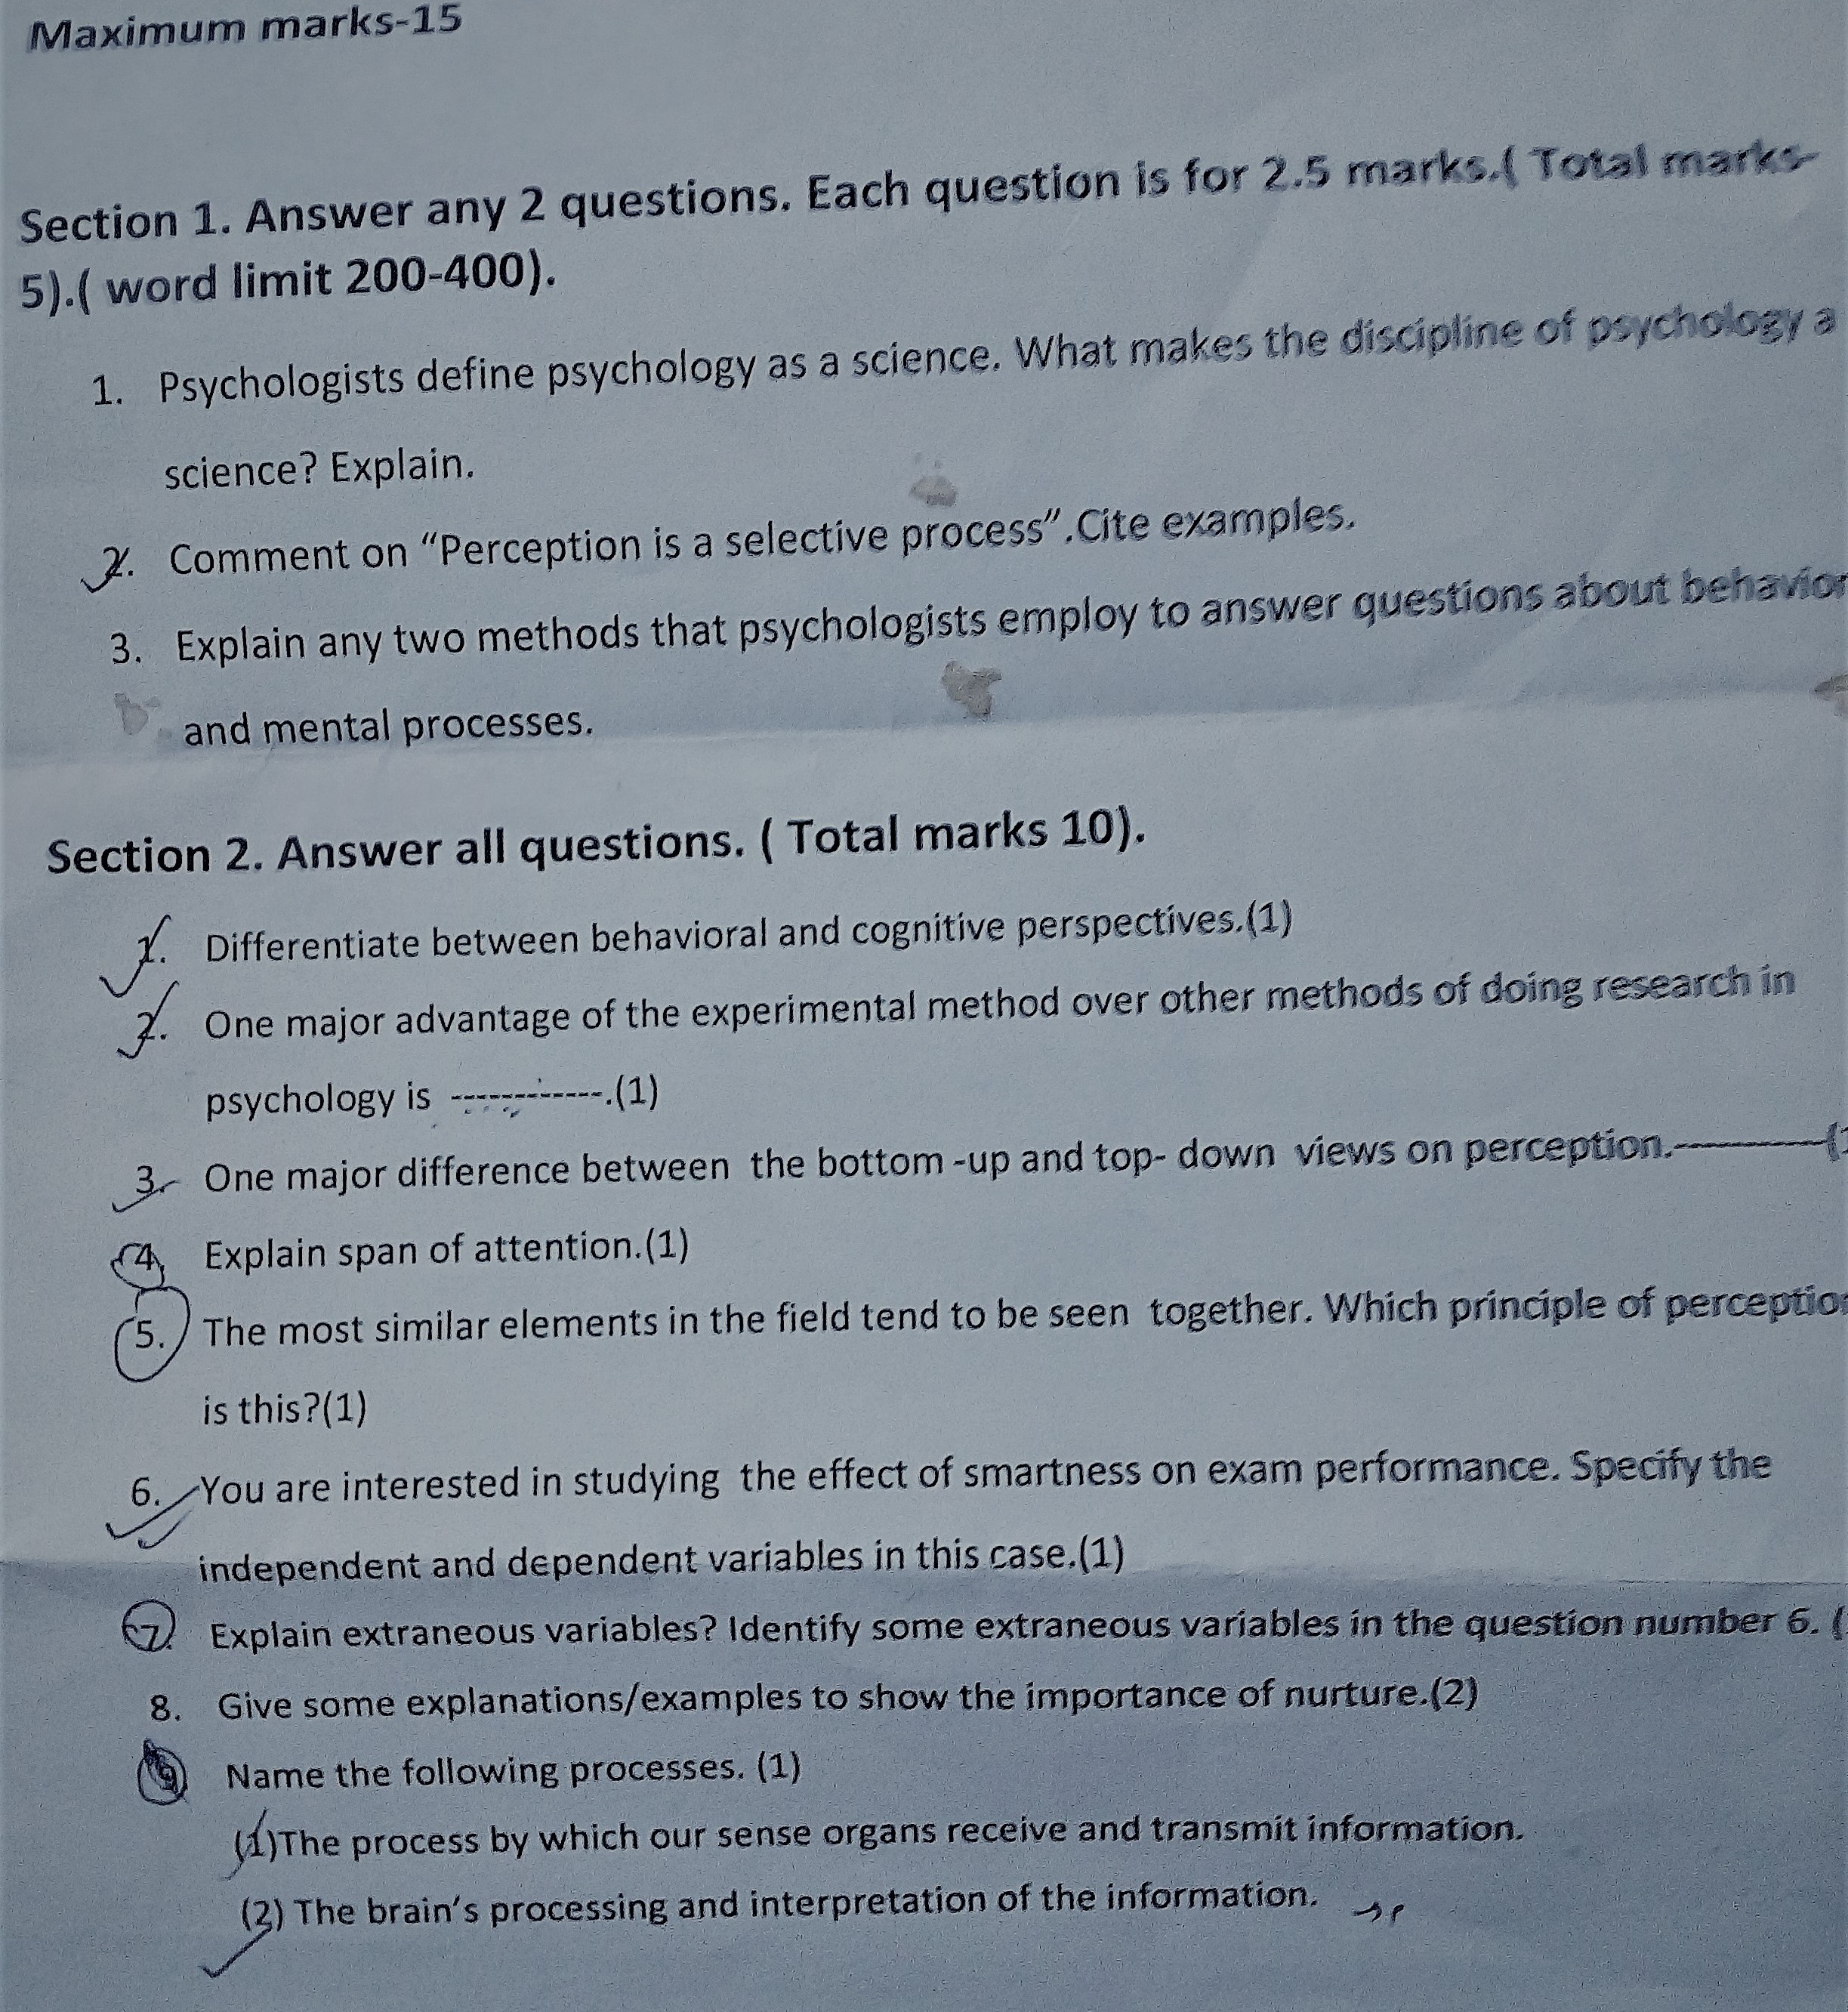 Maximum marks-15
Section 1. Answer any 2 questions. Each question is for 2.5 marks.( Total marks-
5).( word limit 200-400).
1. Psychologists define psychology as a science. What makes the discipline of psychology a
science? Explain.
2. Comment on “Perception is a selective process”.Cite examples.
3. Explain any two methods that psychologists employ to answer questions about behavior
and mental processes.
Section 2. Answer all questions. ( Total marks 10).
1. Differentiate between behavioral and cognitive perspectives.(1)
2. One major advantage of the experimental method over other methods of doing research in
psychology is ------------.(1)
3. One major difference between the bottom -up and top- down views on perception.————(
4. Explain span of attention.(1)
5. The most similar elements in the field tend to be seen together. Which principle of perceptio
is this?(1)
6. You are interested in studying the effect of smartness on exam performance. Specify the
independent and dependent variables in this case.(1)
7. Explain extraneous variables? Identify some extraneous variables in the question number 6. (
8. Give some explanations/examples to show the importance of nurture.(2)
9 Name the following processes. (1)
(1)The process by which our sense organs receive and transmit information.
(2) The brain’s processing and interpretation of the information.